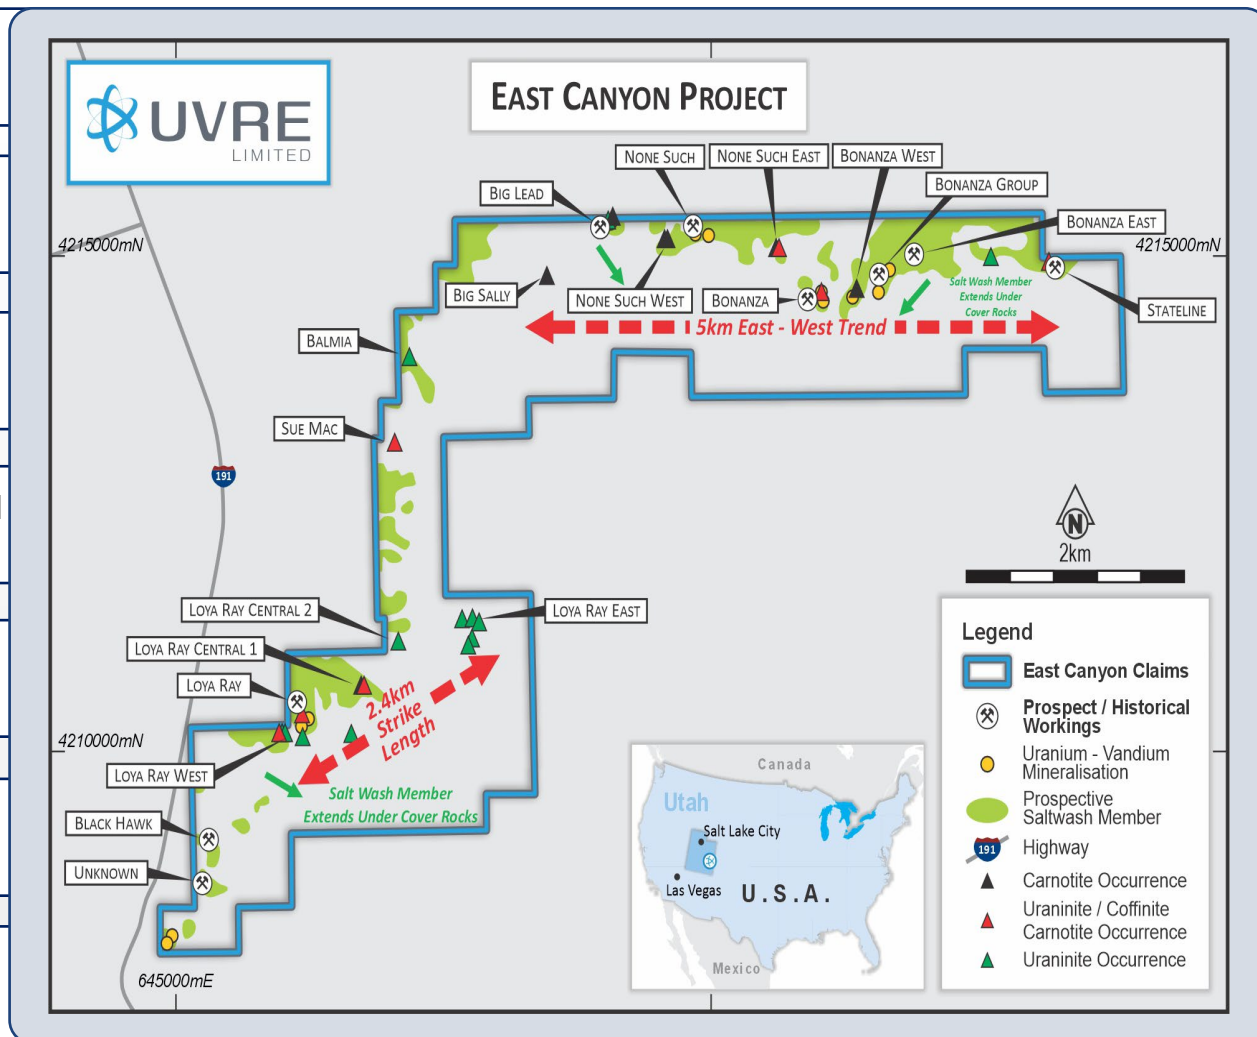 UVRE
LIMITED
EAST CANYON PROJECT
NONE SUCH
NONE SUCH EAST
BONANZA WEST
BIG LEAD
BONANZA GROUP
BONANZA EAST
4215000mN
4215000mN
BIG SALLY
NONE SUCH WEST
BONANZA
Salt Wash Member
Extends Under
Cover Rocks
STATELINE
5km East - West Trend
BALMIA
SUE MAC
191
N
2km
LOYA RAY CENTRAL 2
LOYA RAY EAST
LOYA RAY CENTRAL 1
LOYA RAY
2.4km
Strike
Length
4210000mN
LOYA RAY WEST
Salt Wash Member
Extends Under Cover Rocks
BLACK HAWK
UNKNOWN
645000mE
Legend
East Canyon Claims
Prospect / Historical
Workings
Uranium - Vandium
Mineralisation
Prospective
Saltwash Member
191
Highway
Carnotite Occurrence
Uraninite / Coffinite
Carnotite Occurrence
Uraninite Occurrence
Canada
Utah
Salt Lake City
Las Vegas
U.S.A.
Mexico